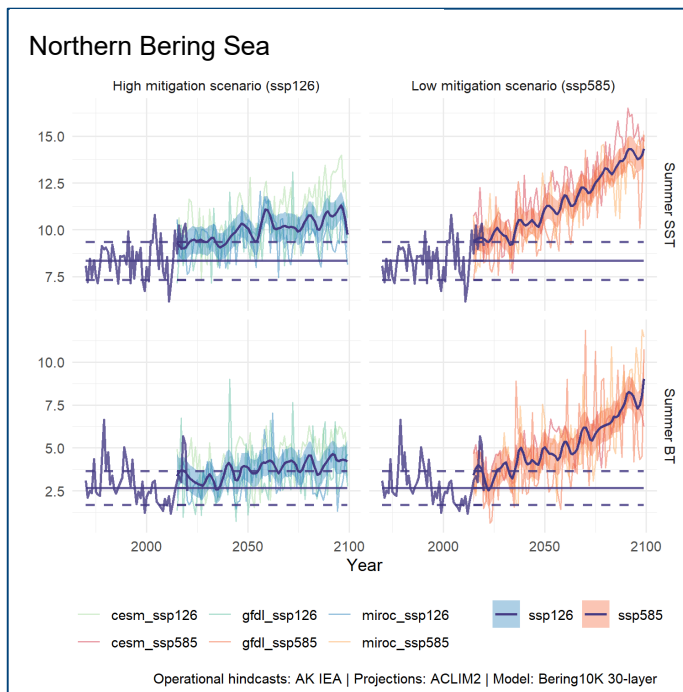 Northern Bering Sea
High mitigation scenario (ssp126) Low mitigation scenario (ssp585)
15.0
12.5
10.0
7.5
Summer SST
10.0
7.5
5.0
2.5
Summer BT
2000 2050 2100 2000 2050 2100
Year
cesm_ssp126 gfdl_ssp126 miroc_ssp126 ssp126 ssp585
cesm_ssp585 gfdl_ssp585 miroc_ssp585
Operational hindcasts: AK IEA | Projections: ACLIM2 | Model: Bering10K 30-layer